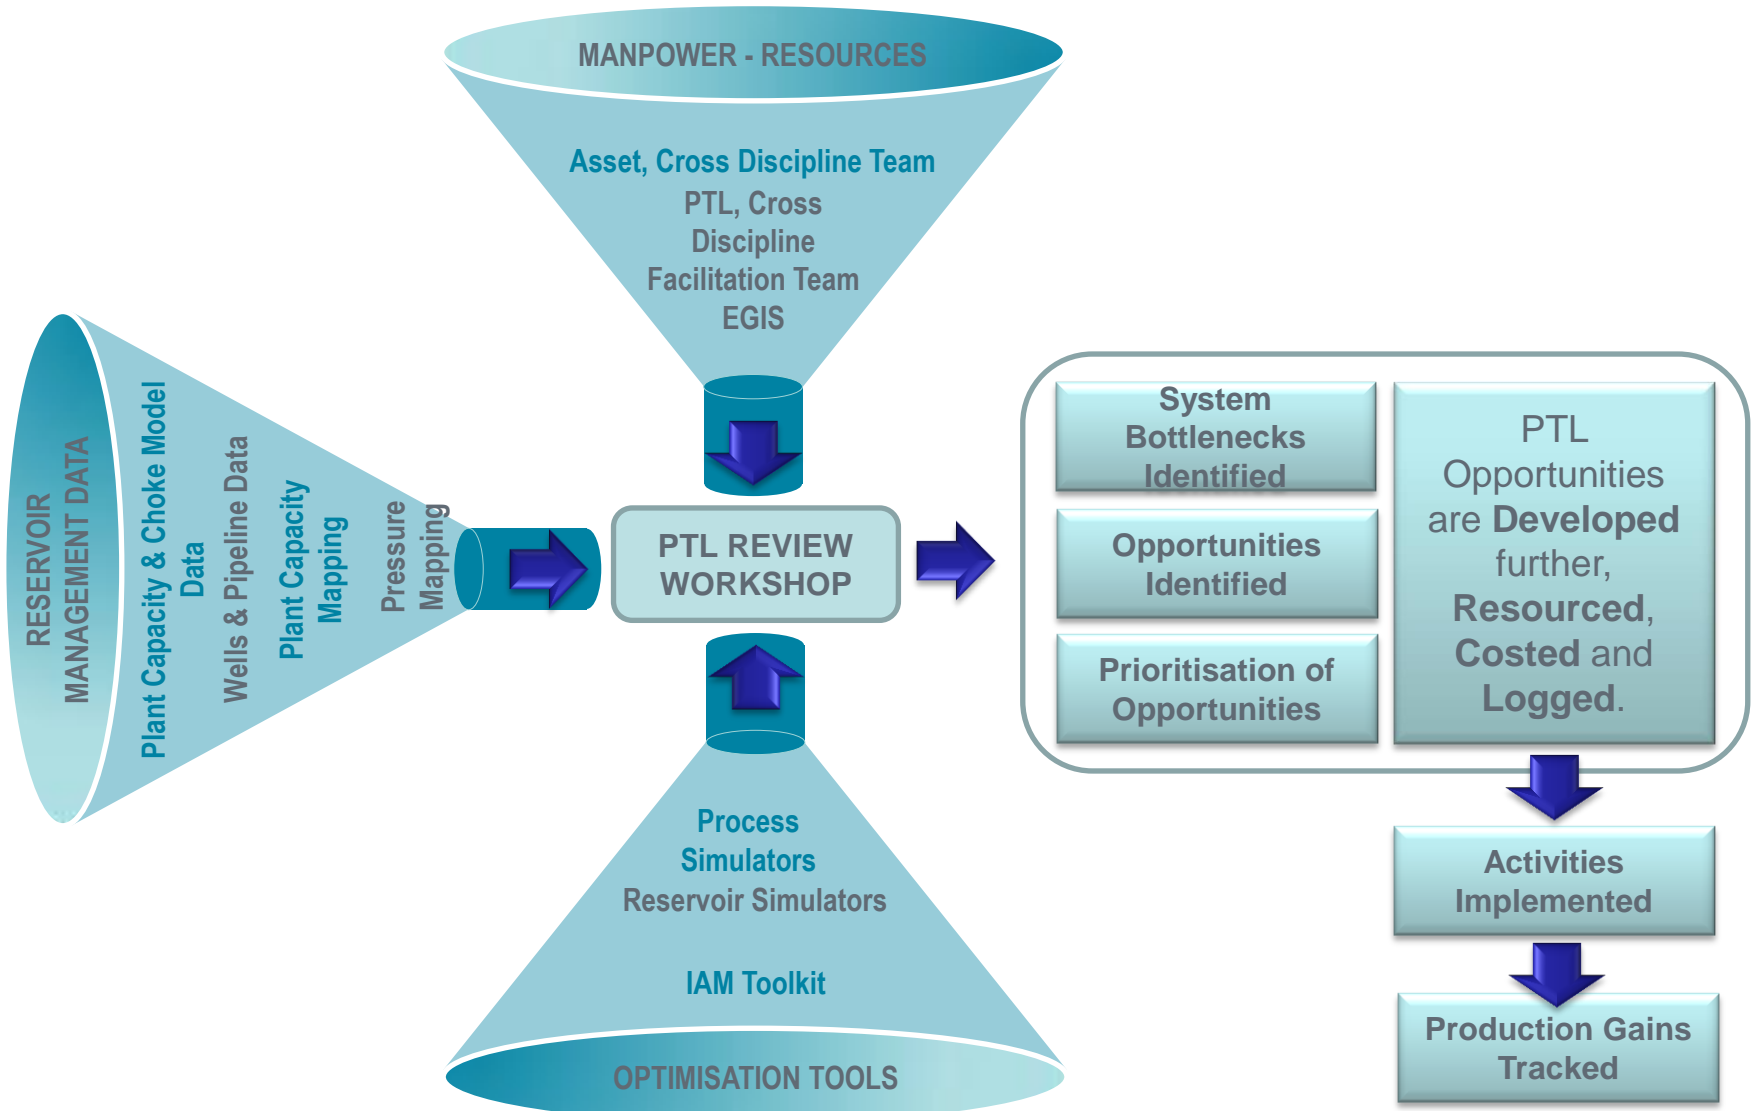 MANPOWER - RESOURCES
Asset, Cross Discipline Team
PTL, Cross
Discipline
Facilitation Team
EGIS
RESERVOIR
MANAGEMENT DATA
Plant Capacity & Choke Model
Data
Wells & Pipeline Data
Plant Capacity
Mapping
Pressure
Mapping
PTL REVIEW
WORKSHOP
Process
Simulators
Reservoir Simulators
IAM Toolkit
OPTIMISATION TOOLS
System
Bottlenecks
Identified
Opportunities
Identified
Prioritisation of
Opportunities
PTL
Opportunities
are Developed
further,
Resourced,
Costed and
Logged.
Activities
Implemented
Production Gains
Tracked